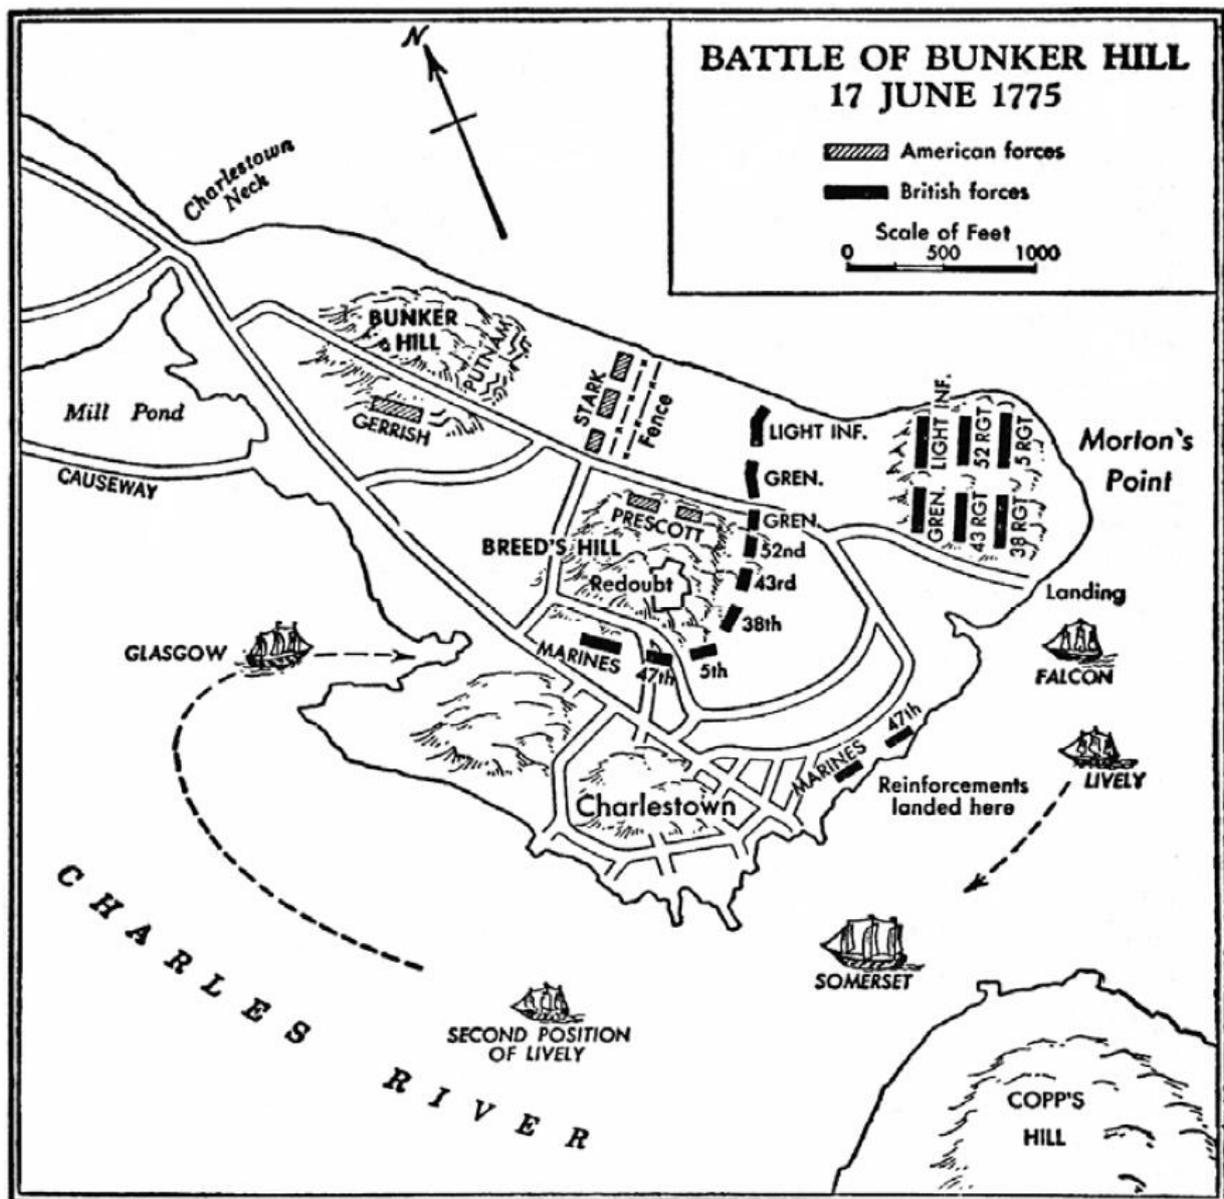 BATTLE OF BUNKER HILL
17 JUNE 1775
American forces
British forces
Scale of Feet
0 500 1000
N
Charlestown
Neck
BUNKER
HILL
PUTNAM
GERRISH
Mill Pond
CAUSEWAY
STARK
Fence
LIGHT INF.
GREN.
GREN.
52nd
43rd
38th
5th
47th
MARINES
PRESCOTT
BREED'S HILL
Redoubt
LIGHT INF.
52 RGT
5 RGT
GREN.
43 RGT
38 RGT
Morton's
Point
Landing
GLASGOW
FALCON
LIVELY
47th
MARINES
Reinforcements
landed here
Charlestown
SOMERSET
SECOND POSITION
OF LIVELY
CHARLES RIVER
COPP'S
HILL